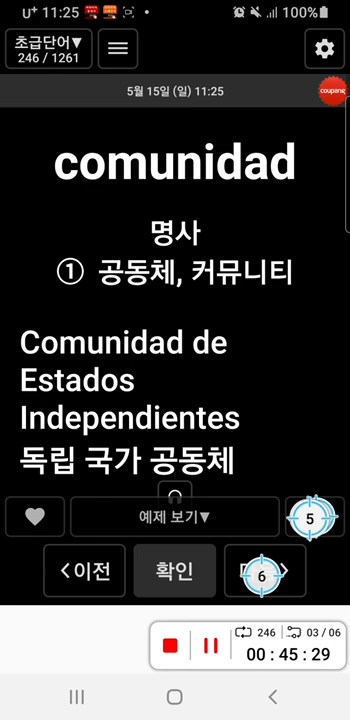 U+ 11:25 100%
초급단어▼
246 / 1261
5월 15일 (일) 11:25
coupang
comunidad
명사
① 공동체, 커뮤니티
Comunidad de
Estados
Independientes
독립 국가 공동체
예제 보기▼
5
<이전
확인
6
246 03 / 06
00 : 45 : 29